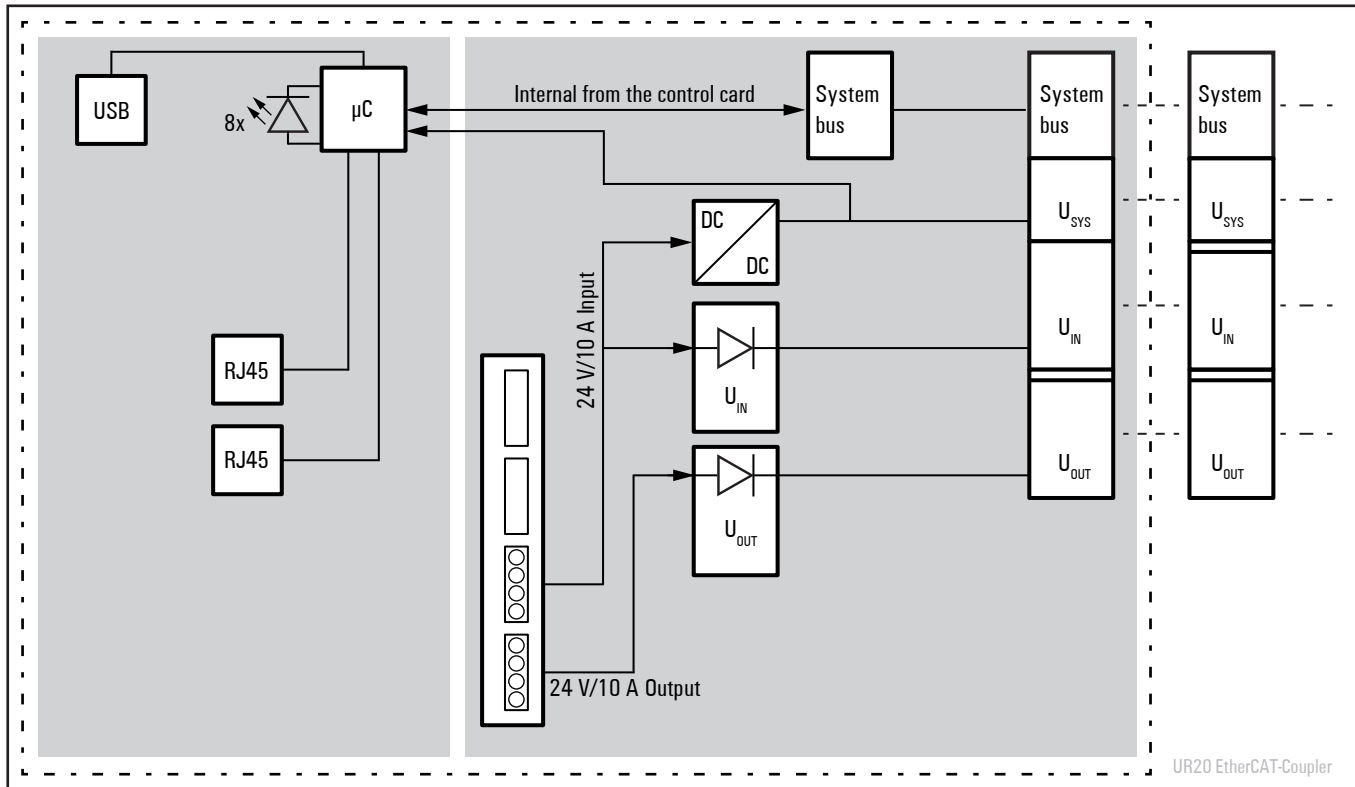 USB
8x
µC
Internal from the control card
System
bus
System
bus
System
bus
DC
DC
U_SYS
U_SYS
24 V/10 A Input
U_IN
U_IN
U_IN
RJ45
RJ45
U_OUT
U_OUT
U_OUT
24 V/10 A Output
UR20 EtherCAT-Coupler